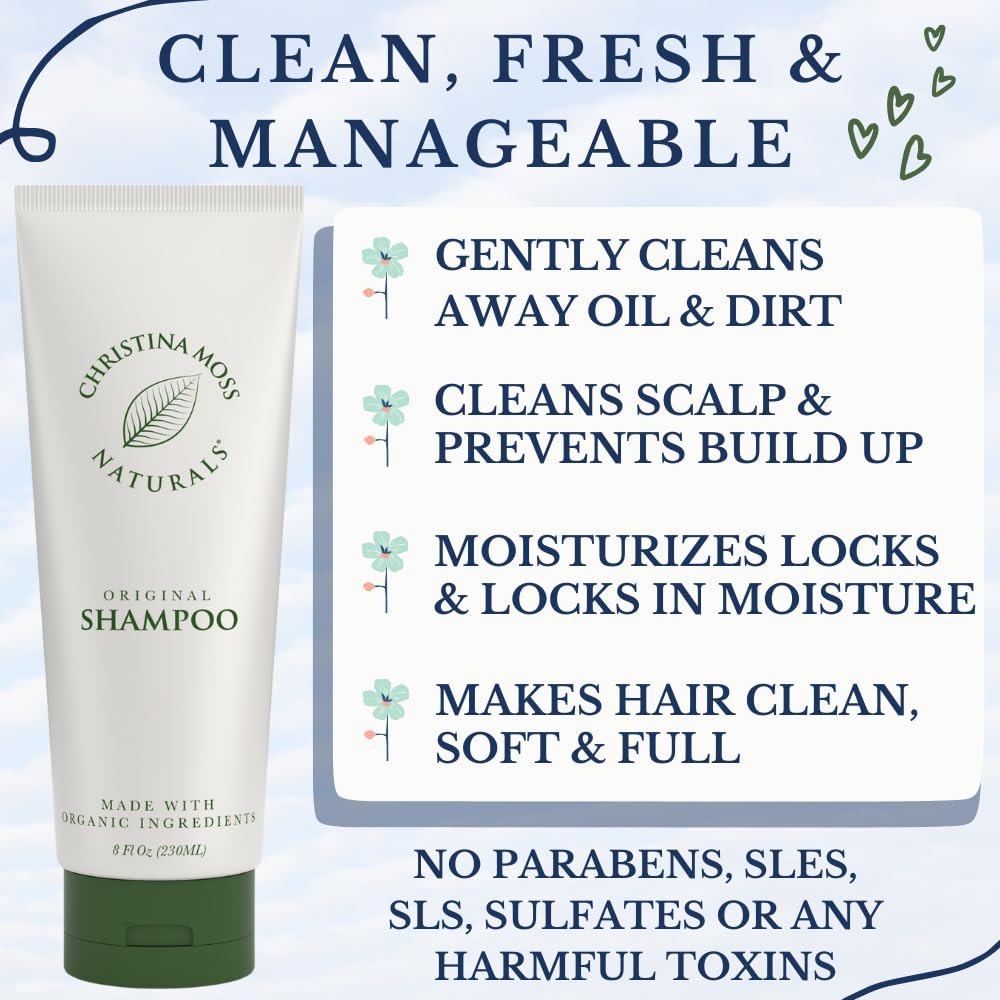 CLEAN, FRESH &
MANAGEABLE
CHRISTINA MOSS
NATURALS®
ORIGINAL
SHAMPOO
MADE WITH
ORGANIC INGREDIENTS
8 Fl Oz (230ML)
GENTLY CLEANS
AWAY OIL & DIRT
CLEANS SCALP &
PREVENTS BUILD UP
MOISTURIZES LOCKS
& LOCKS IN MOISTURE
MAKES HAIR CLEAN,
SOFT & FULL
NO PARABENS, SLES,
SLS, SULFATES OR ANY
HARMFUL TOXINS